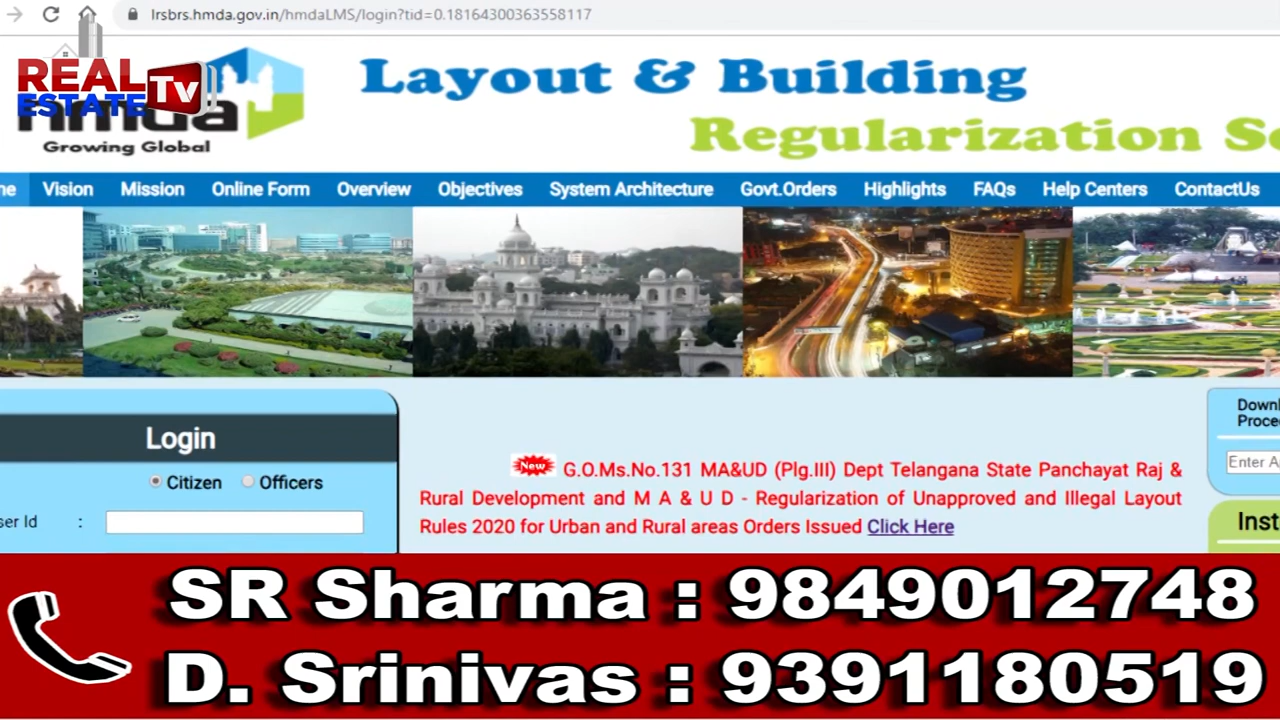 lrsbrs.hmda.gov.in/hmdaLMS/login?tid=0.18164300363558117
REAL
ESTATE Tv
hmda
Growing Global
Layout & Building
Regularization Sc
me Vision Mission Online Form Overview Objectives System Architecture Govt.Orders Highlights FAQs Help Centers ContactUs
Login
Citizen Officers
ser Id :
New G.O.Ms.No.131 MA&UD (Plg.III) Dept Telangana State Panchayat Raj &
Rural Development and M A & U D - Regularization of Unapproved and Illegal Layout
Rules 2020 for Urban and Rural areas Orders Issued Click Here
Downl
Proce
Enter A
Inst
SR Sharma : 9849012748
D. Srinivas : 9391180519